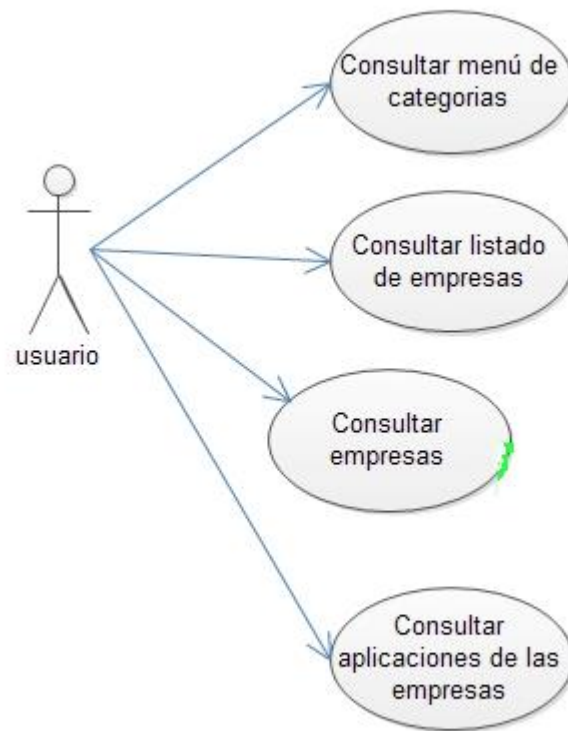 Consultar menú de
categorias
Consultar listado
de empresas
usuario
Consultar
empresas
Consultar
aplicaciones de las
empresas